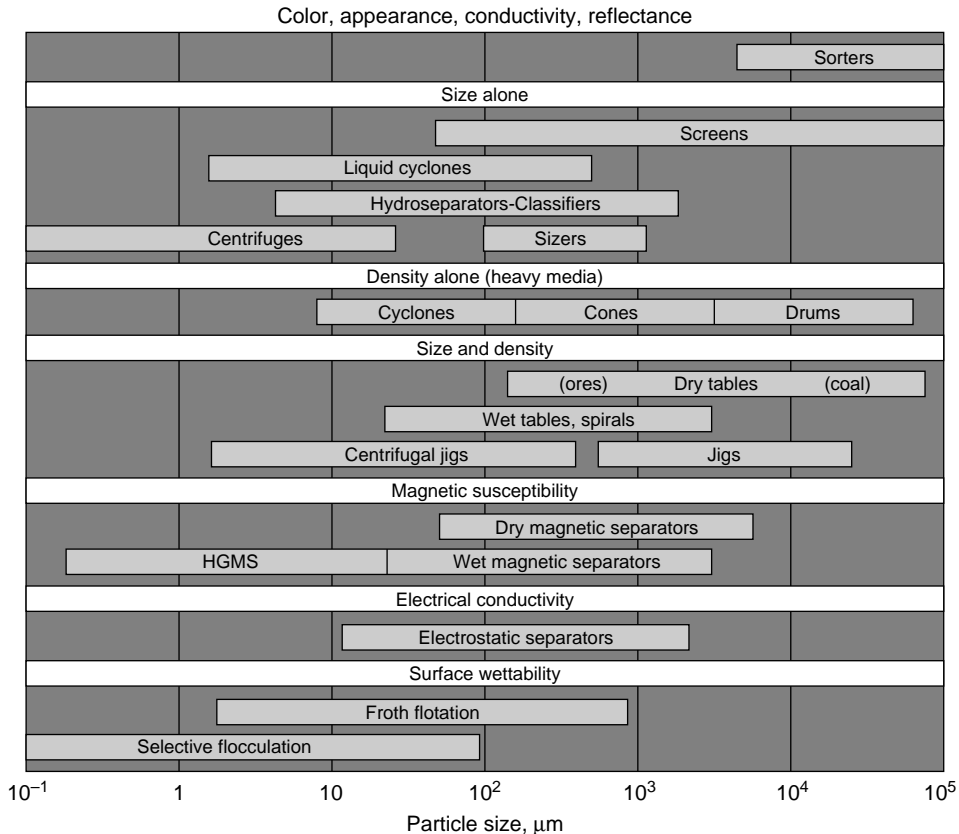 Color, appearance, conductivity, reflectance
Sorters
Size alone
Screens
Liquid cyclones
Hydroseparators-Classifiers
Centrifuges Sizers
Density alone (heavy media)
Cyclones Cones Drums
Size and density
(ores) Dry tables (coal)
Wet tables, spirals
Centrifugal jigs Jigs
Magnetic susceptibility
Dry magnetic separators
HGMS Wet magnetic separators
Electrical conductivity
Electrostatic separators
Surface wettability
Froth flotation
Selective flocculation
10⁻¹ 1 10 10² 10³ 10⁴ 10⁵
Particle size, μm